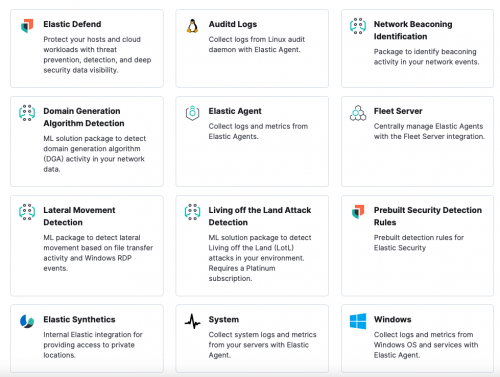 Elastic Defend
Protect your hosts and cloud
workloads with threat
prevention, detection, and deep
security data visibility.
Auditd Logs
Collect logs from Linux audit
daemon with Elastic Agent.
Network Beaconing
Identification
Package to identify beaconing
activity in your network events.
Domain Generation
Algorithm Detection
ML solution package to detect
domain generation algorithm
(DGA) activity in your network
data.
Elastic Agent
Collect logs and metrics from
Elastic Agents.
Fleet Server
Centrally manage Elastic Agents
with the Fleet Server integration.
Lateral Movement
Detection
ML package to detect lateral
movement based on file transfer
activity and Windows RDP
events.
Living off the Land Attack
Detection
ML solution package to detect
Living off the Land (LotL)
attacks in your environment.
Requires a Platinum
subscription.
Prebuilt Security Detection
Rules
Prebuilt detection rules for
Elastic Security
Elastic Synthetics
Internal Elastic integration for
providing access to private
locations.
System
Collect system logs and metrics
from your servers with Elastic
Agent.
Windows
Collect logs and metrics from
Windows OS and services with
Elastic Agent.